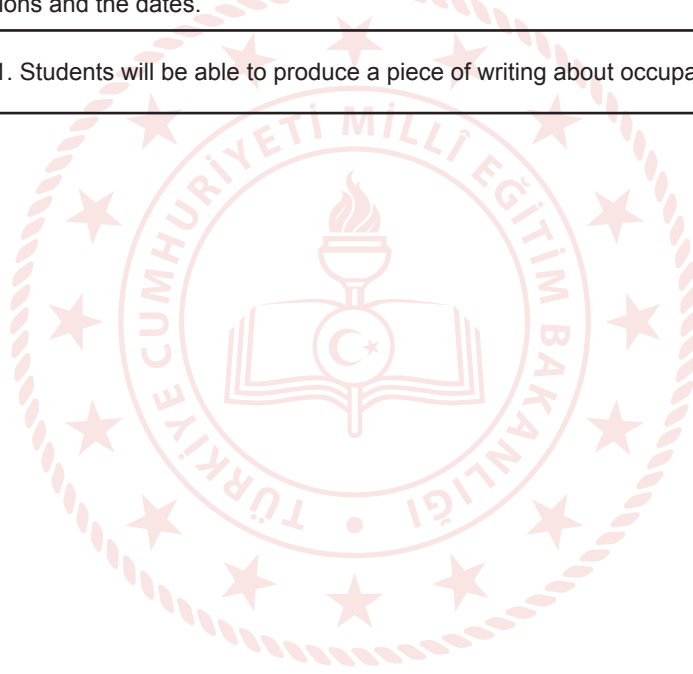 ions and the dates.
1. Students will be able to produce a piece of writing about occupa
TÜRKİYE CUMHURİYETİ MİLLÎ EĞİTİM BAKANLIĞI